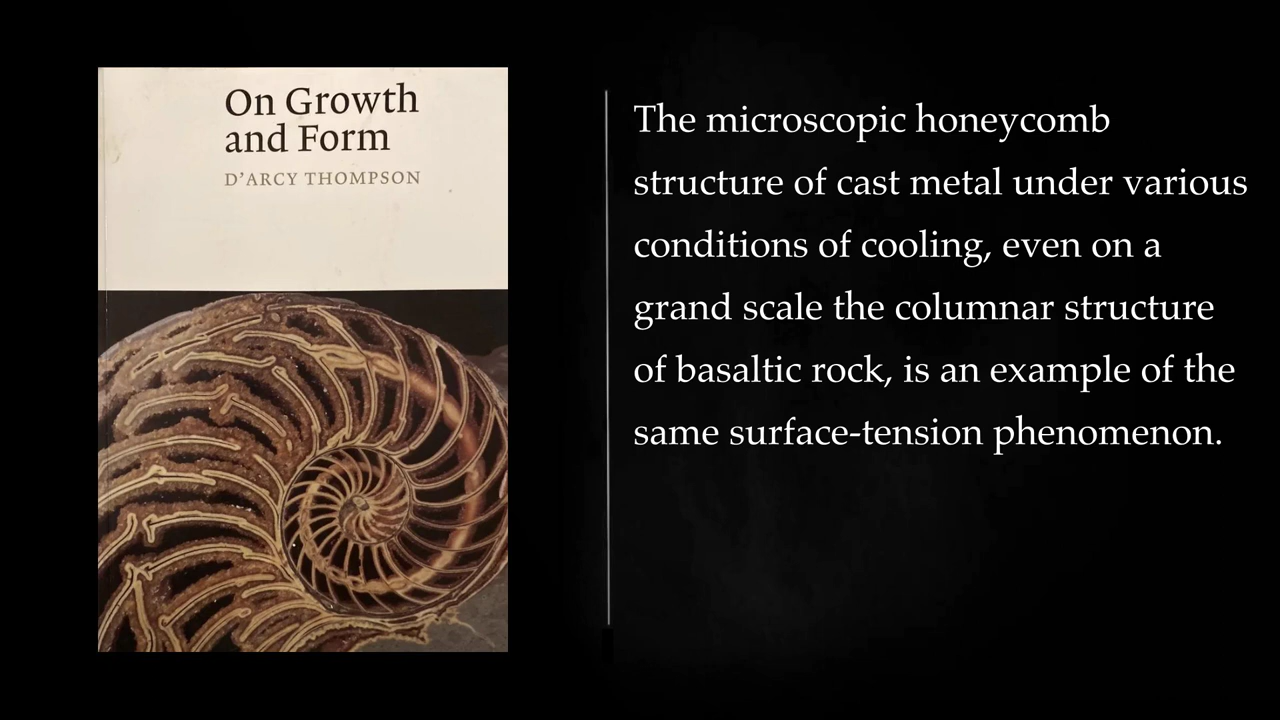 On Growth
and Form
D'ARCY THOMPSON
The microscopic honeycomb
structure of cast metal under various
conditions of cooling, even on a
grand scale the columnar structure
of basaltic rock, is an example of the
same surface-tension phenomenon.